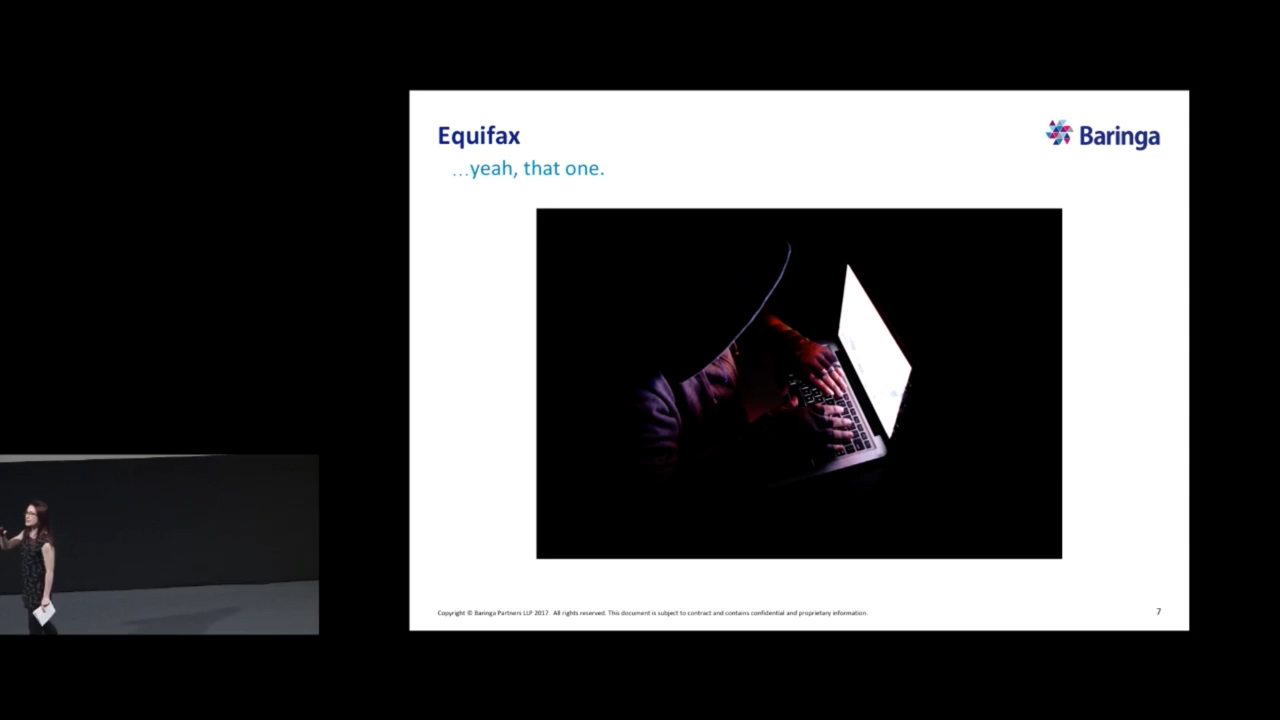 Equifax
Baringa
...yeah, that one.
Copyright © Baringa Partners LLP 2017. All rights reserved. This document is subject to contract and contains confidential and proprietary information.
7